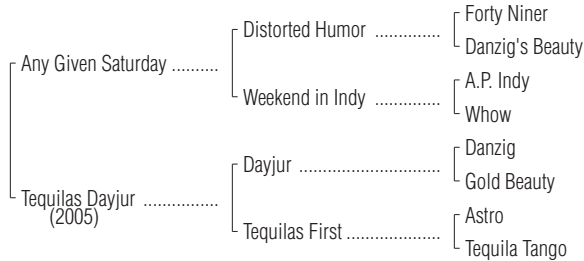 Forty Niner
Distorted Humor ..............
Danzig's Beauty
Any Given Saturday ..........
A.P. Indy
Weekend in Indy ..............
Whow
Danzig
Dayjur ..............................
Gold Beauty
Tequilas Dayjur ................
(2005)
Astro
Tequilas First ....................
Tequila Tango